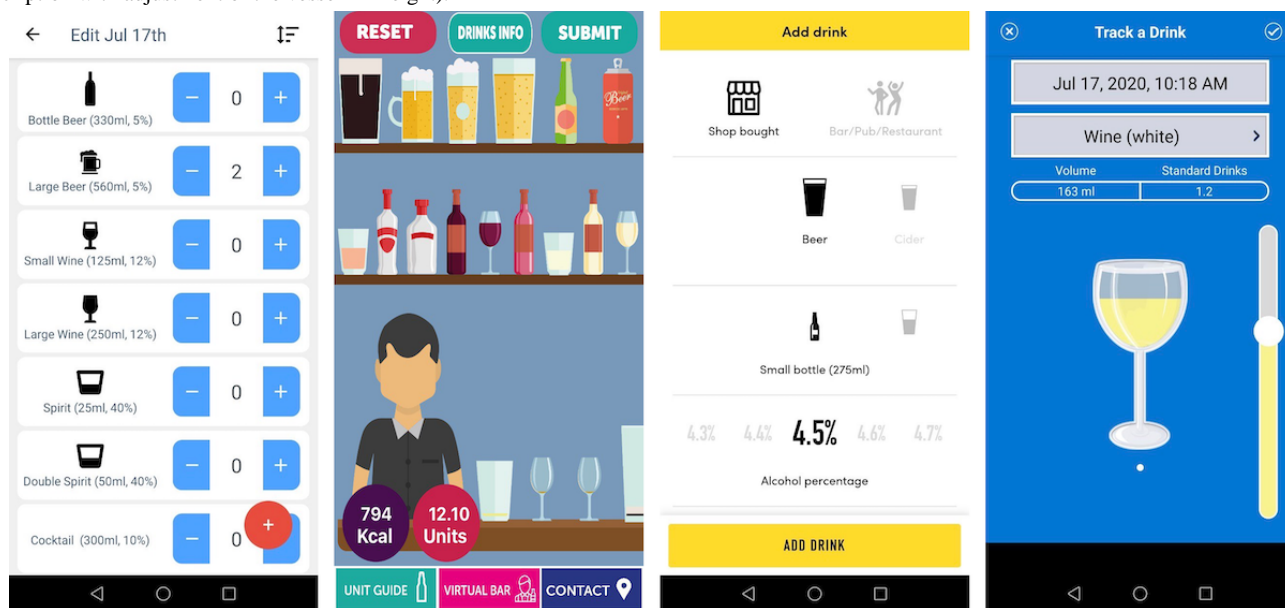 Edit Jul 17th
Bottle Beer (330ml, 5%)
− 0 +
Large Beer (560ml, 5%)
− 2 +
Small Wine (125ml, 12%)
− 0 +
Large Wine (250ml, 12%)
− 0 +
Spirit (25ml, 40%)
− 0 +
Double Spirit (50ml, 40%)
− 0 +
Cocktail (300ml, 10%)
− 0 +
RESET
DRINKS INFO
SUBMIT
Beer
794
Kcal
12.10
Units
UNIT GUIDE
VIRTUAL BAR
CONTACT
Add drink
Shop bought
Bar/Pub/Restaurant
Beer
Cider
Small bottle (275ml)
4.3% 4.4% 4.5% 4.6% 4.7%
Alcohol percentage
ADD DRINK
Track a Drink
Jul 17, 2020, 10:18 AM
Wine (white)
Volume
Standard Drinks
163 ml
1.2